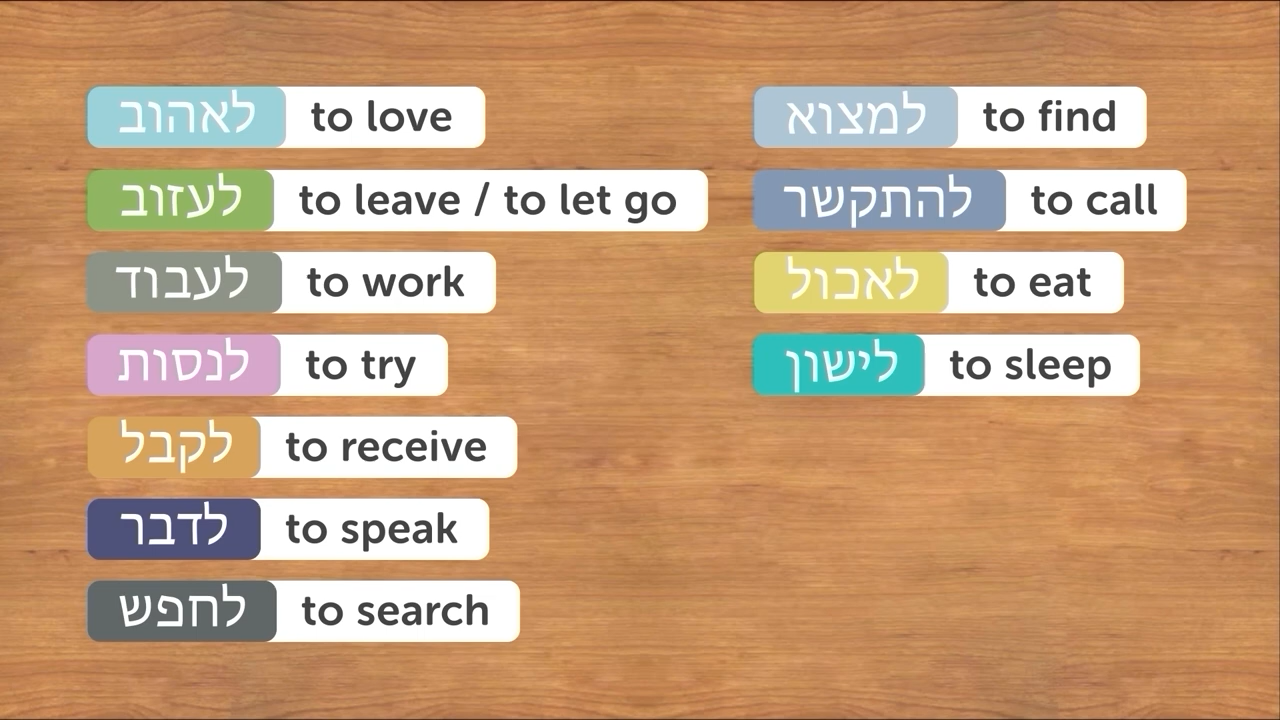 לאהוב to love
לעזוב to leave / to let go
לעבוד to work
לנסות to try
לקבל to receive
לדבר to speak
לחפש to search
למצוא to find
להתקשר to call
לאכול to eat
לישון to sleep